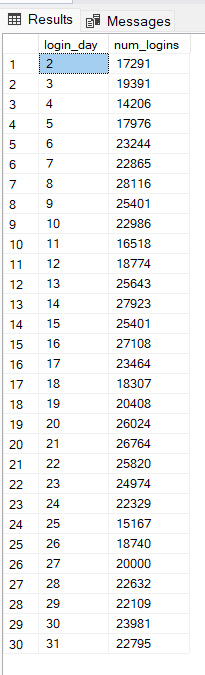 Results Messages
login_day num_logins
1 2 17291
2 3 19391
3 4 14206
4 5 17976
5 6 23244
6 7 22865
7 8 28116
8 9 25401
9 10 22986
10 11 16518
11 12 18774
12 13 25643
13 14 27923
14 15 25401
15 16 27108
16 17 23464
17 18 18307
18 19 20408
19 20 26024
20 21 26764
21 22 25820
22 23 24974
23 24 22329
24 25 15167
25 26 18740
26 27 20000
27 28 22632
28 29 22109
29 30 23981
30 31 22795